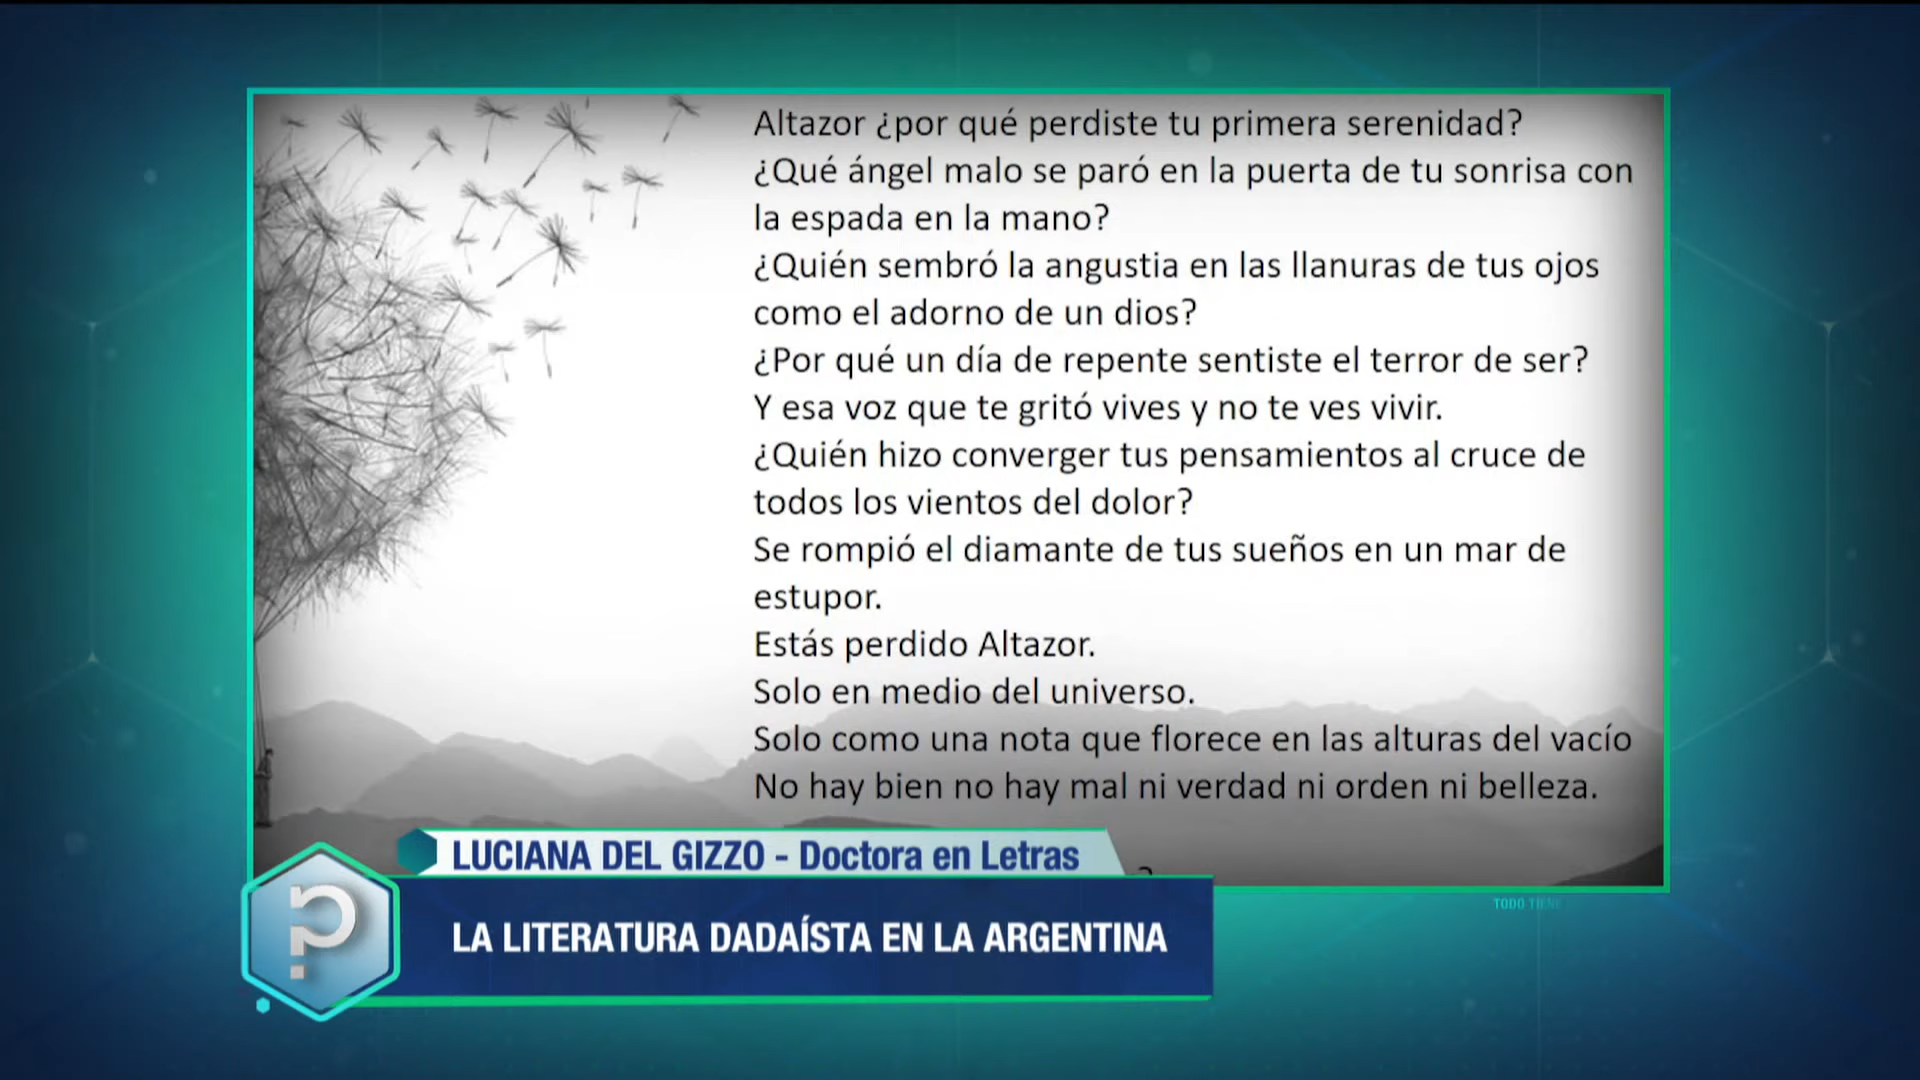 Altazor ¿por qué perdiste tu primera serenidad?
¿Qué ángel malo se paró en la puerta de tu sonrisa con
la espada en la mano?
¿Quién sembró la angustia en las llanuras de tus ojos
como el adorno de un dios?
¿Por qué un día de repente sentiste el terror de ser?
Y esa voz que te gritó vives y no te ves vivir.
¿Quién hizo converger tus pensamientos al cruce de
todos los vientos del dolor?
Se rompió el diamante de tus sueños en un mar de
estupor.
Estás perdido Altazor.
Solo en medio del universo.
Solo como una nota que florece en las alturas del vacío
No hay bien no hay mal ni verdad ni orden ni belleza.
LUCIANA DEL GIZZO - Doctora en Letras
LA LITERATURA DADAÍSTA EN LA ARGENTINA
TODO TIENE